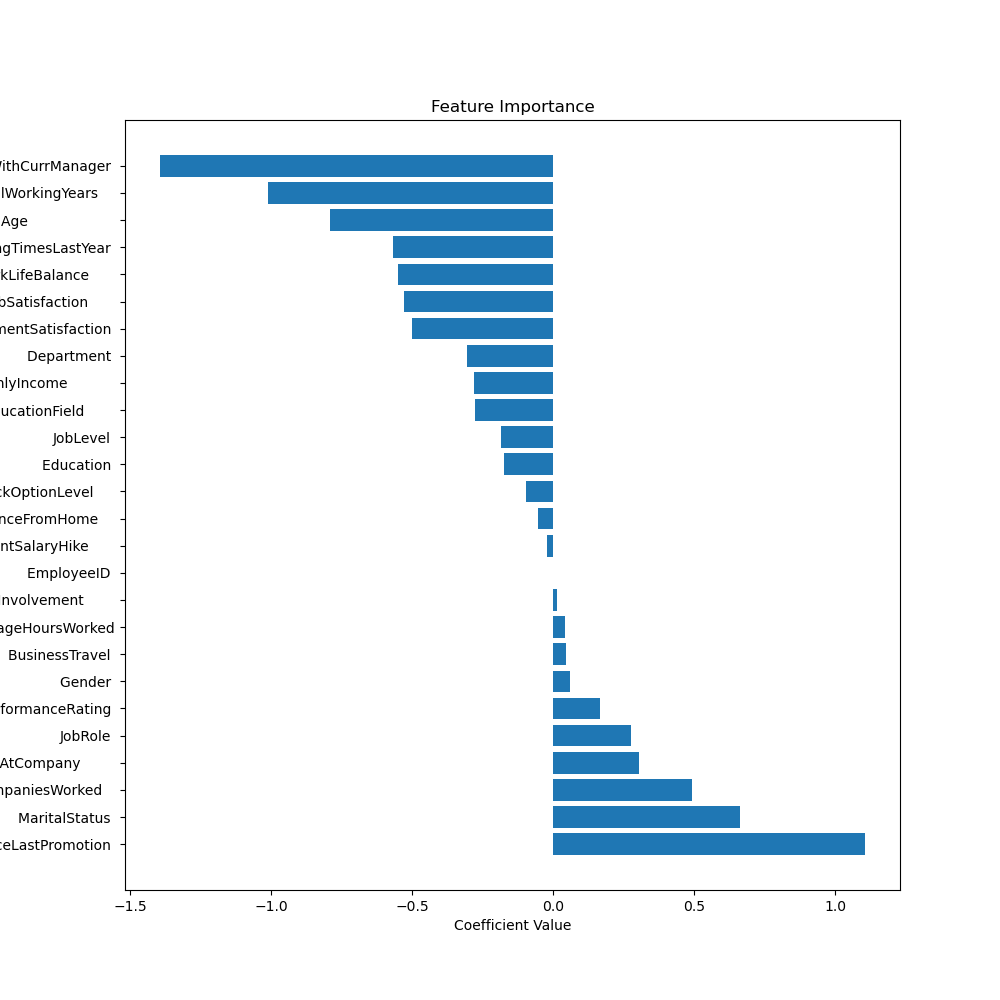 Feature Importance
WithCurrManager
lWorkingYears
Age
ngTimesLastYear
kLifeBalance
bSatisfaction
mentSatisfaction
Department
hlyIncome
ucationField
JobLevel
Education
ckOptionLevel
nceFromHome
ntSalaryHike
EmployeeID
Involvement
ageHoursWorked
BusinessTravel
Gender
formanceRating
JobRole
AtCompany
mpaniesWorked
MaritalStatus
ceLastPromotion
−1.5 −1.0 −0.5 0.0 0.5 1.0
Coefficient Value